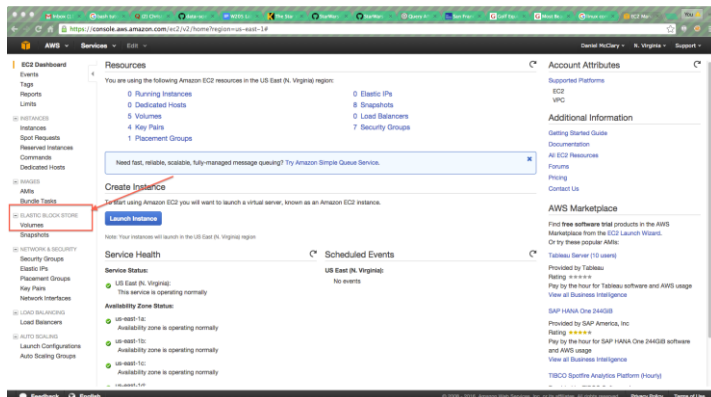 https://console.aws.amazon.com/ec2/v2/home?region=us-east-1#
AWS Services Edit Daniel McClary N. Virginia Support
EC2 Dashboard
Events
Tags
Reports
Limits
INSTANCES
Instances
Spot Requests
Reserved Instances
Commands
Dedicated Hosts
IMAGES
AMIs
Bundle Tasks
ELASTIC BLOCK STORE
Volumes
Snapshots
NETWORK & SECURITY
Security Groups
Elastic IPs
Placement Groups
Key Pairs
Network Interfaces
LOAD BALANCING
Load Balancers
AUTO SCALING
Launch Configurations
Auto Scaling Groups
Resources
You are using the following Amazon EC2 resources in the US East (N. Virginia) region:
0 Running Instances 0 Elastic IPs
0 Dedicated Hosts 8 Snapshots
5 Volumes 0 Load Balancers
4 Key Pairs 7 Security Groups
1 Placement Groups
Need fast, reliable, scalable, fully-managed message queuing? Try Amazon Simple Queue Service.
Create Instance
To start using Amazon EC2 you will want to launch a virtual server, known as an Amazon EC2 instance.
Launch Instance
Note: Your instances will launch in the US East (N. Virginia) region
Service Health
Service Status:
US East (N. Virginia):
This service is operating normally
Availability Zone Status:
us-east-1a:
Availability zone is operating normally
us-east-1b:
Availability zone is operating normally
us-east-1c:
Availability zone is operating normally
Scheduled Events
US East (N. Virginia):
No events
Account Attributes
Supported Platforms
EC2
VPC
Additional Information
Getting Started Guide
Documentation
All EC2 Resources
Forums
Pricing
Contact Us
AWS Marketplace
Find free software trial products in the AWS
Marketplace from the EC2 Launch Wizard.
Or try these popular AMIs:
Tableau Server (10 users)
Provided by Tableau
Rating
Pay by the hour for Tableau software and AWS usage
View all Business Intelligence
SAP HANA One 244GiB
Provided by SAP America, Inc
Rating
Pay by the hour for SAP HANA One 244GiB software
and AWS usage
View all Business Intelligence
TIBCO Spotfire Analytics Platform (Hourly)
Feedback English Privacy Policy Terms of Use